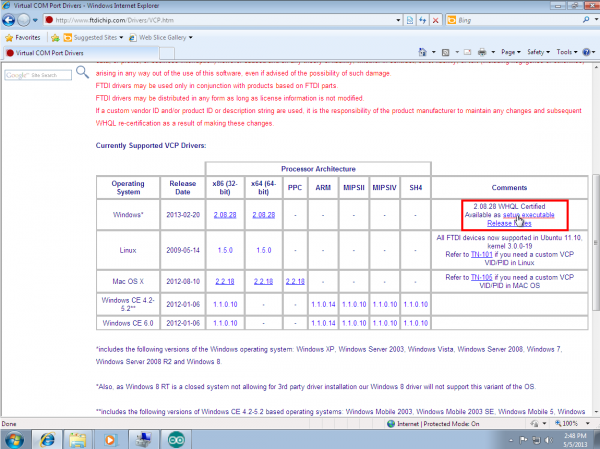 Virtual COM Port Drivers - Windows Internet Explorer
http://www.ftdichip.com/Drivers/VCP.htm
Bing
Favorites
Suggested Sites
Web Slice Gallery
Virtual COM Port Drivers
Page
Safety
Tools
Google Site Search
arising in any way out of the use of this software, even if advised of the possibility of such damage.
FTDI drivers may be used only in conjunction with products based on FTDI parts.
FTDI drivers may be distributed in any form as long as license information is not modified.
If a custom vendor ID and/or product ID or description string are used, it is the responsibility of the product manufacturer to maintain any changes and subsequent
WHQL re-certification as a result of making these changes.
Currently Supported VCP Drivers:
Processor Architecture
Operating System Release Date x86 (32-bit) x64 (64-bit) PPC ARM MIPSII MIPSIV SH4 Comments
Windows* 2013-02-20 2.08.28 2.08.28 - - - - - 2.08.28 WHQL Certified
Available as setup executable
Release Notes
Linux 2009-05-14 1.5.0 1.5.0 - - - - - All FTDI devices now supported in Ubuntu 11.10,
kernel 3.0.0-19
Refer to TN-101 if you need a custom VCP
VID/PID in Linux
Mac OS X 2012-08-10 2.2.18 2.2.18 2.2.18 - - - - Refer to TN-105 if you need a custom VCP
VID/PID in MAC OS
Windows CE 4.2-5.2** 2012-01-06 1.1.0.10 - - 1.1.0.14 1.1.0.10 1.1.0.10 1.1.0.10
Windows CE 6.0 2012-01-06 1.1.0.10 - - 1.1.0.14 1.1.0.10 1.1.0.10 1.1.0.10
*includes the following versions of the Windows operating system: Windows XP, Windows Server 2003, Windows Vista, Windows Server 2008, Windows 7,
Windows Server 2008 R2 and Windows 8.
*Also, as Windows 8 RT is a closed system not allowing for 3rd party driver installation our Windows 8 driver will not support this variant of the OS.
**includes the following versions of Windows CE 4.2-5.2 based operating systems: Windows Mobile 2003, Windows Mobile 2003 SE, Windows Mobile 5, Windows
Done
Internet | Protected Mode: On
100%
2:48 PM
5/5/2013